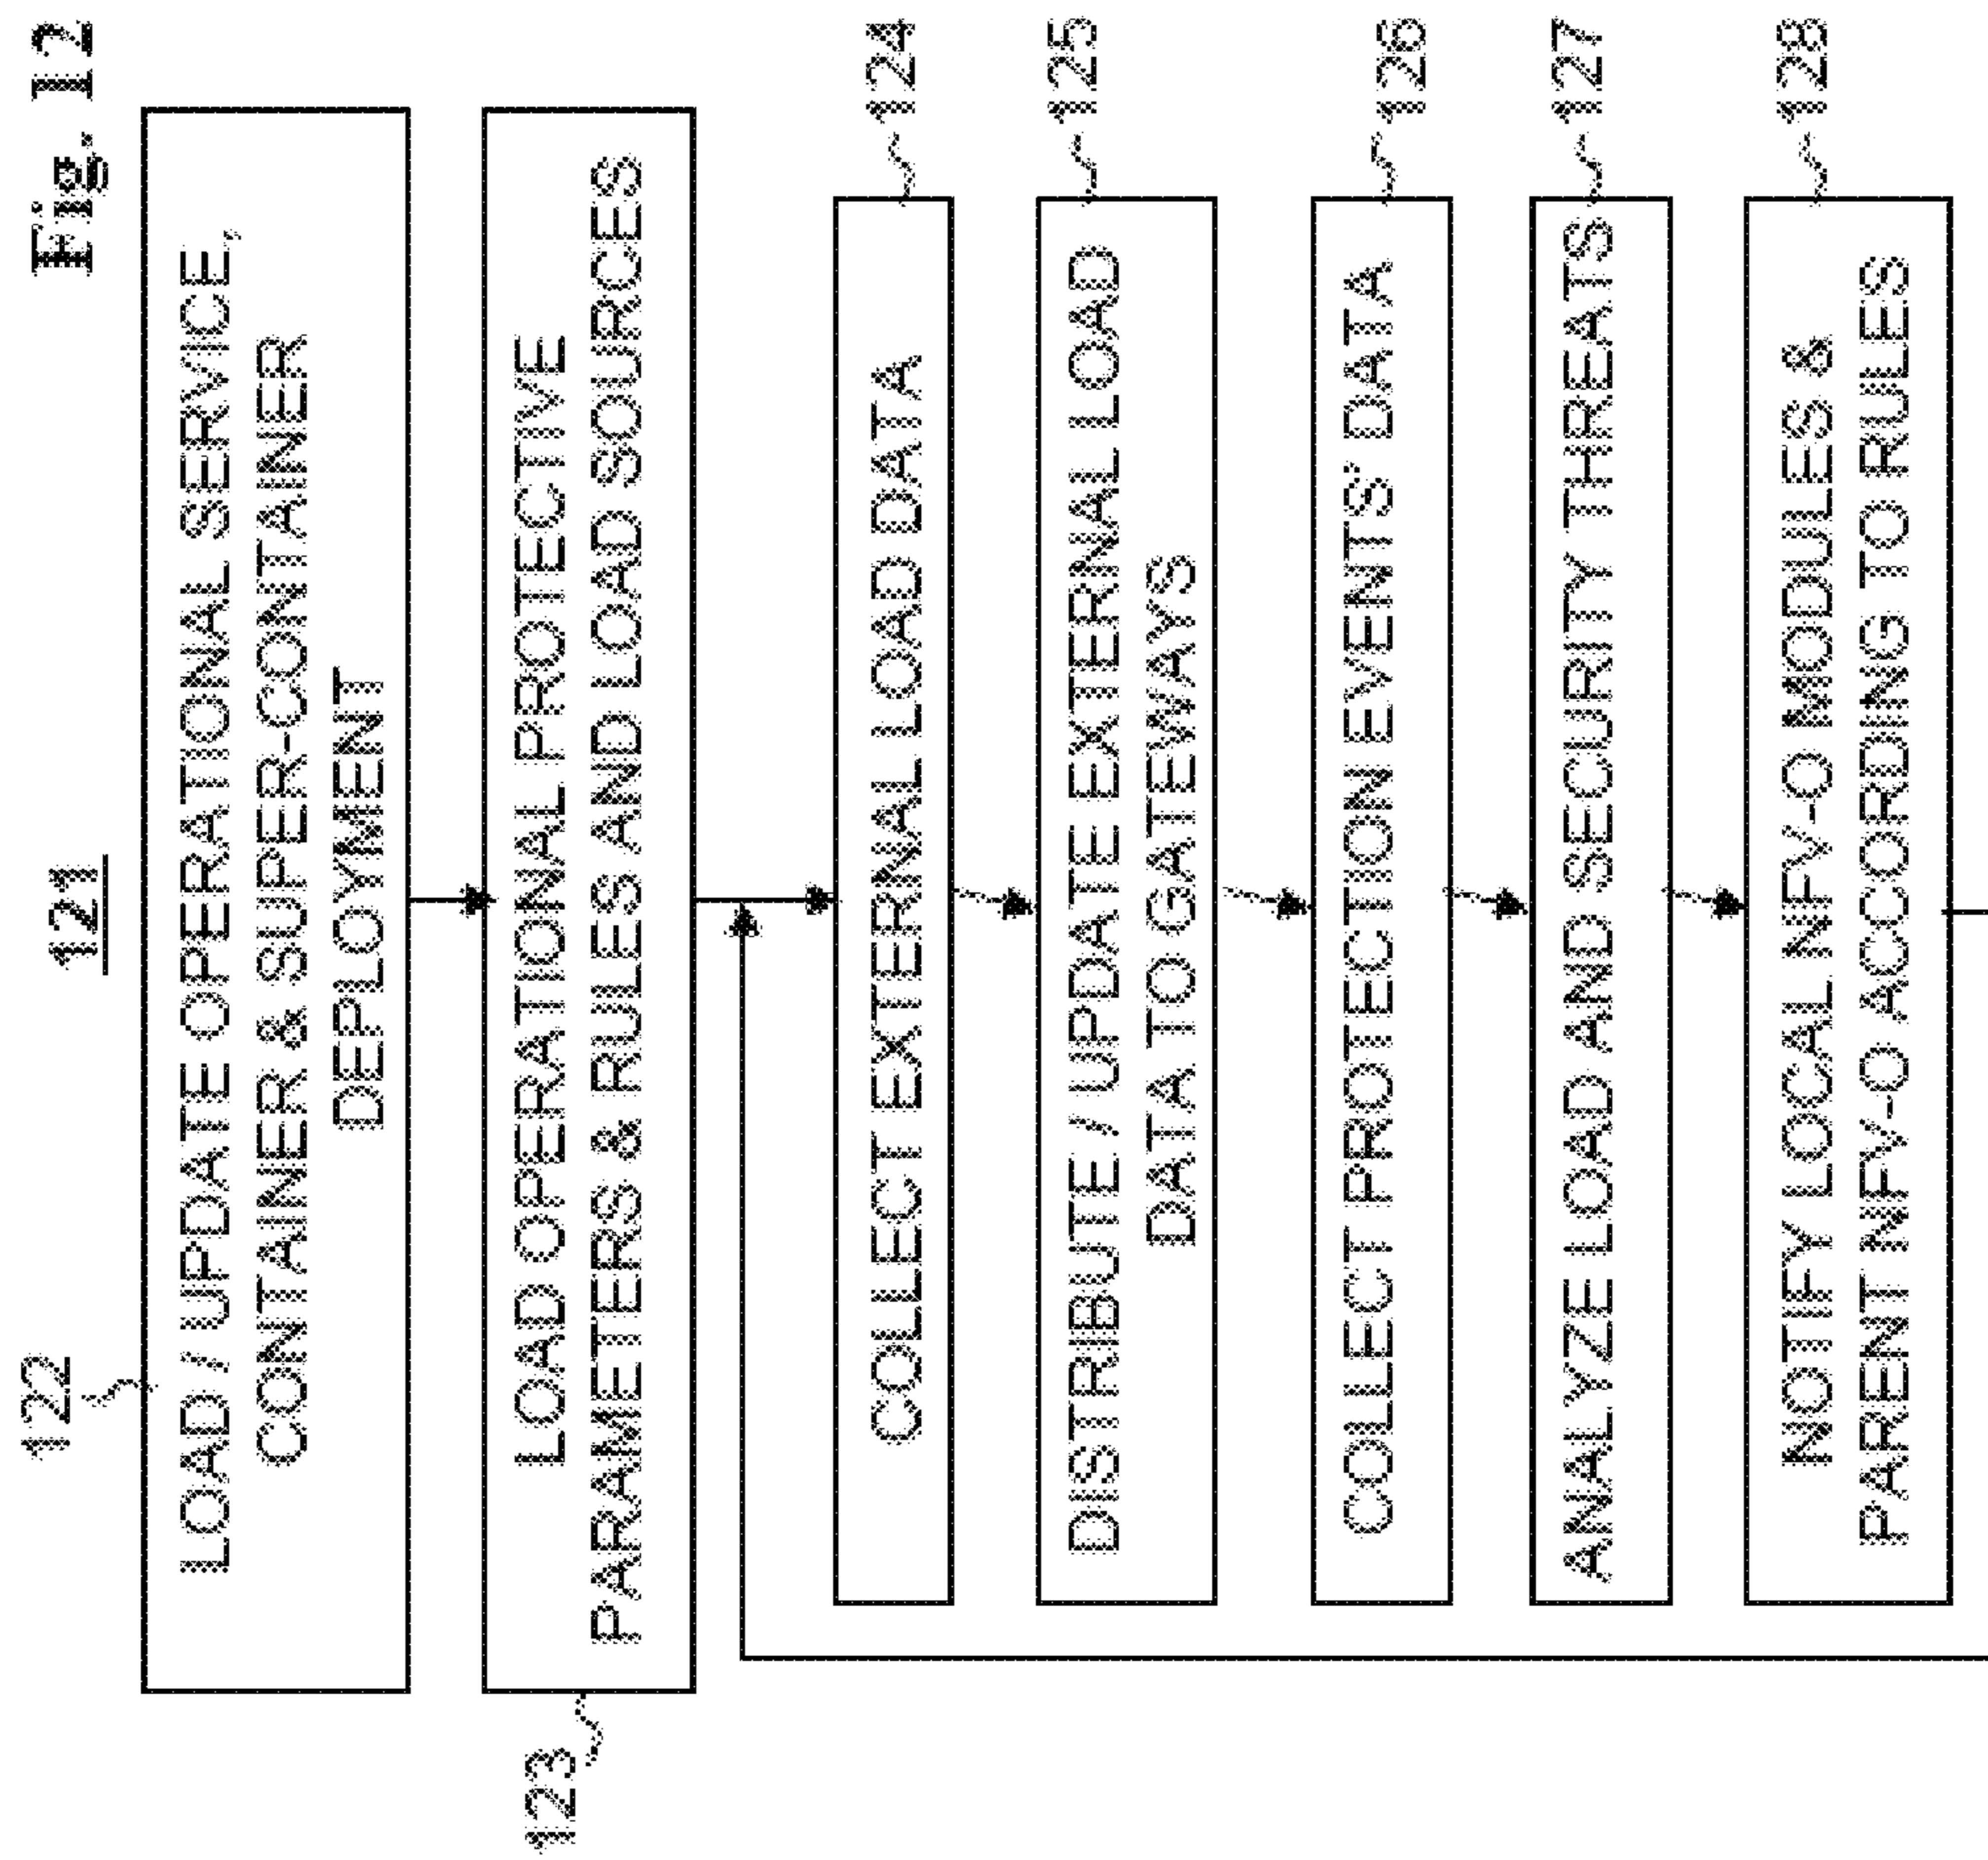 Fig. 12
121
122
LOAD / UPDATE OPERATIONAL SERVICE,
CONTAINER & SUPER-CONTAINER
DEPLOYMENT
123
LOAD OPERATIONAL PROTECTIVE
PARAMETERS & RULES AND LOAD SOURCES
COLLECT EXTERNAL LOAD DATA
124
DISTRIBUTE / UPDATE EXTERNAL LOAD
DATA TO GATEWAYS
125
COLLECT PROTECTION EVENTS' DATA
126
ANALYZE LOAD AND SECURITY THREATS
127
NOTIFY LOCAL NFV-O MODULES &
PARENT NFV-O ACCORDING TO RULES
128